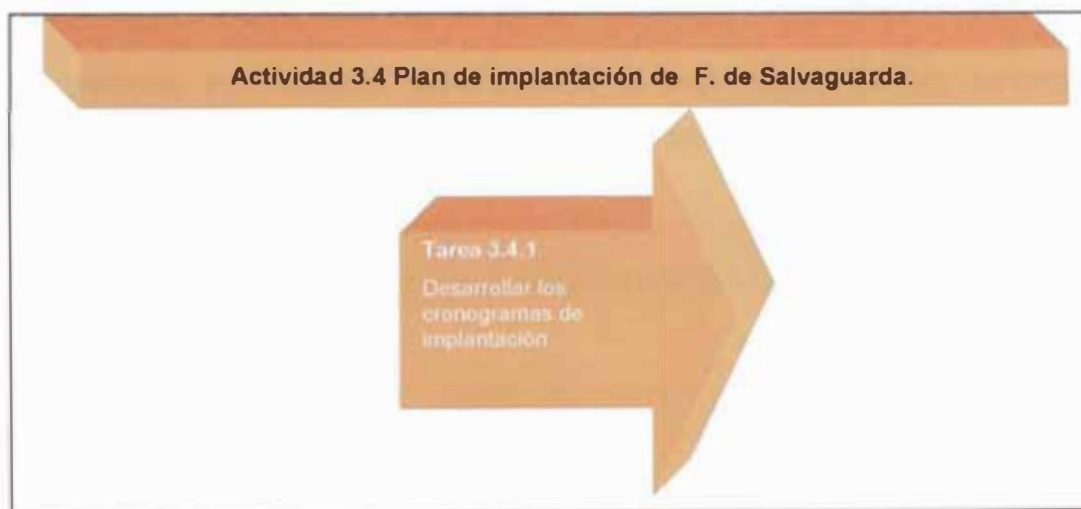 Actividad 3.4 Plan de implantación de F. de Salvaguarda.
Tarea 3.4.1
Desarrollar los
cronogramas de
implantación